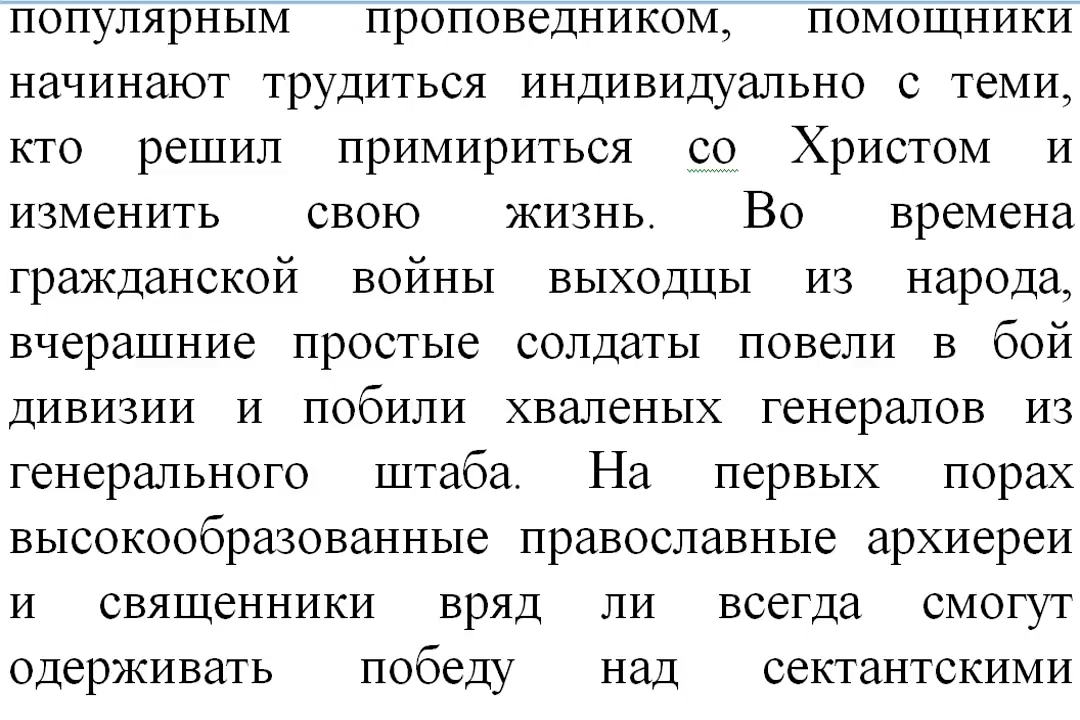 популярным проповедником, помощники
начинают трудиться индивидуально с теми,
кто решил примириться со Христом и
изменить свою жизнь. Во времена
гражданской войны выходцы из народа,
вчерашние простые солдаты повели в бой
дивизии и побили хваленых генералов из
генерального штаба. На первых порах
высокообразованные православные архиереи
и священники вряд ли всегда смогут
одерживать победу над сектантскими